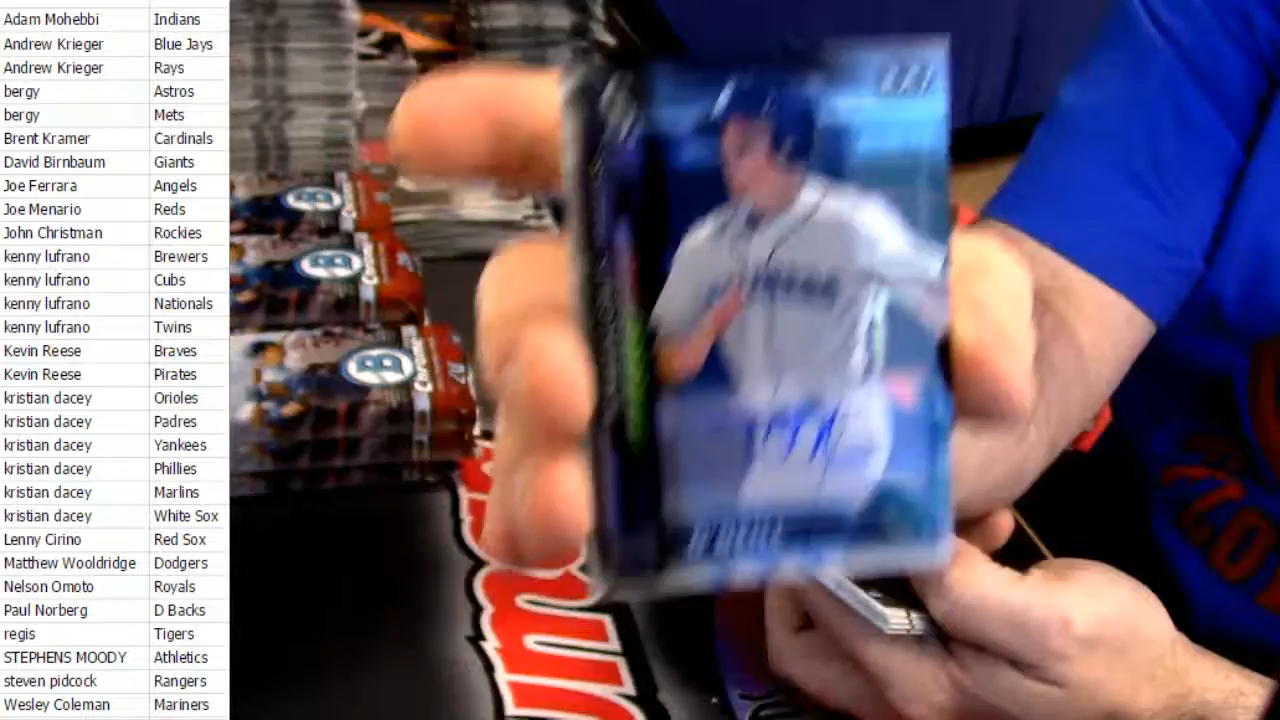 Adam Mohebbi Indians
Andrew Krieger Blue Jays
Andrew Krieger Rays
bergy Astros
bergy Mets
Brent Kramer Cardinals
David Birnbaum Giants
Joe Ferrara Angels
Joe Menario Reds
John Christman Rockies
kenny lufrano Brewers
kenny lufrano Cubs
kenny lufrano Nationals
kenny lufrano Twins
Kevin Reese Braves
Kevin Reese Pirates
kristian dacey Orioles
kristian dacey Padres
kristian dacey Yankees
kristian dacey Phillies
kristian dacey Marlins
kristian dacey White Sox
Lenny Cirino Red Sox
Matthew Wooldridge Dodgers
Nelson Omoto Royals
Paul Norberg D Backs
regis Tigers
STEPHENS MOODY Athletics
steven pidcock Rangers
Wesley Coleman Mariners
B
B
B